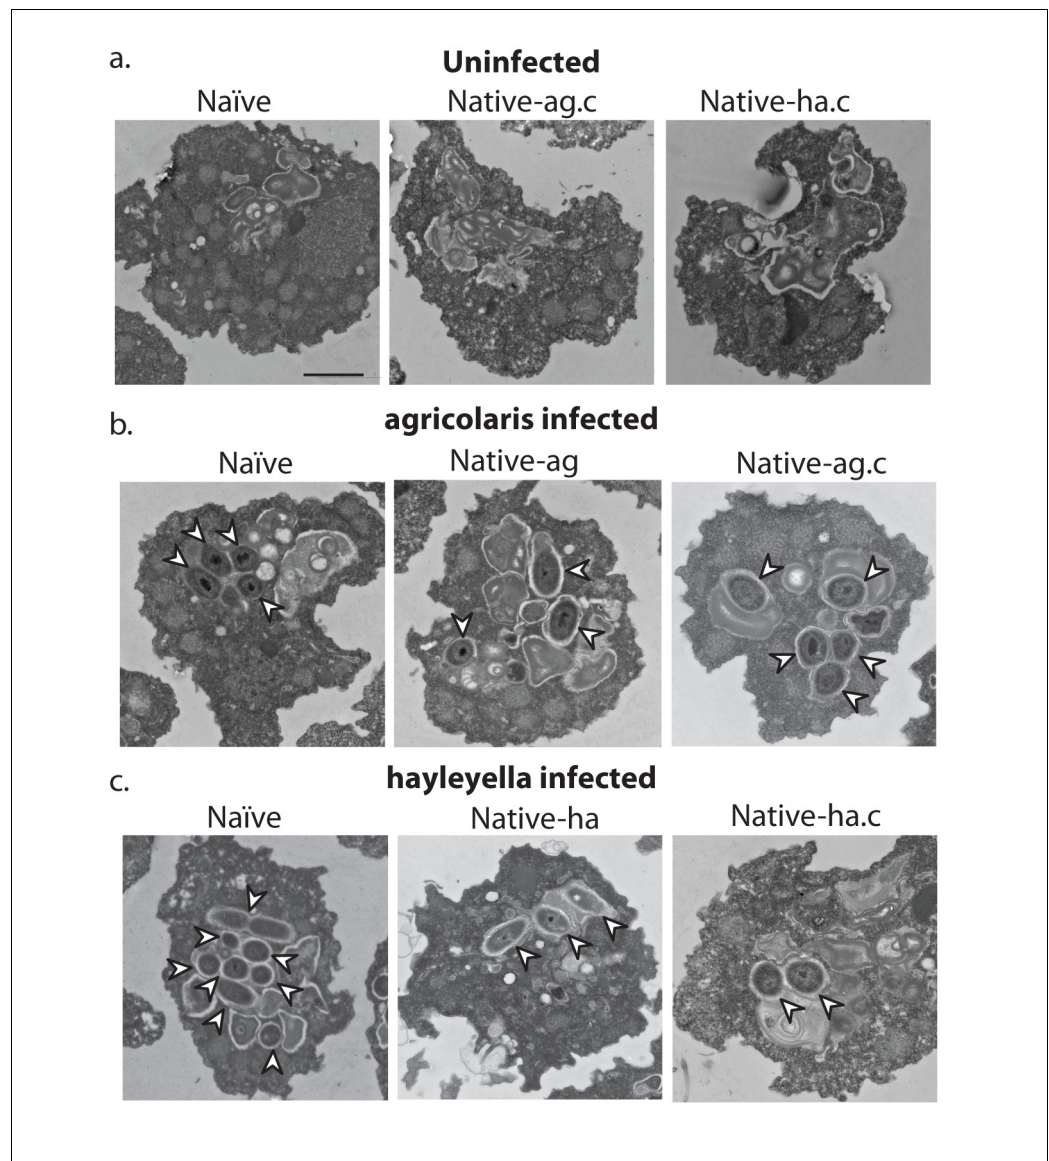 a.
Uninfected
Naïve Native-ag.c Native-ha.c
b.
agricolaris infected
Naïve Native-ag Native-ag.c
c.
hayleyella infected
Naïve Native-ha Native-ha.c